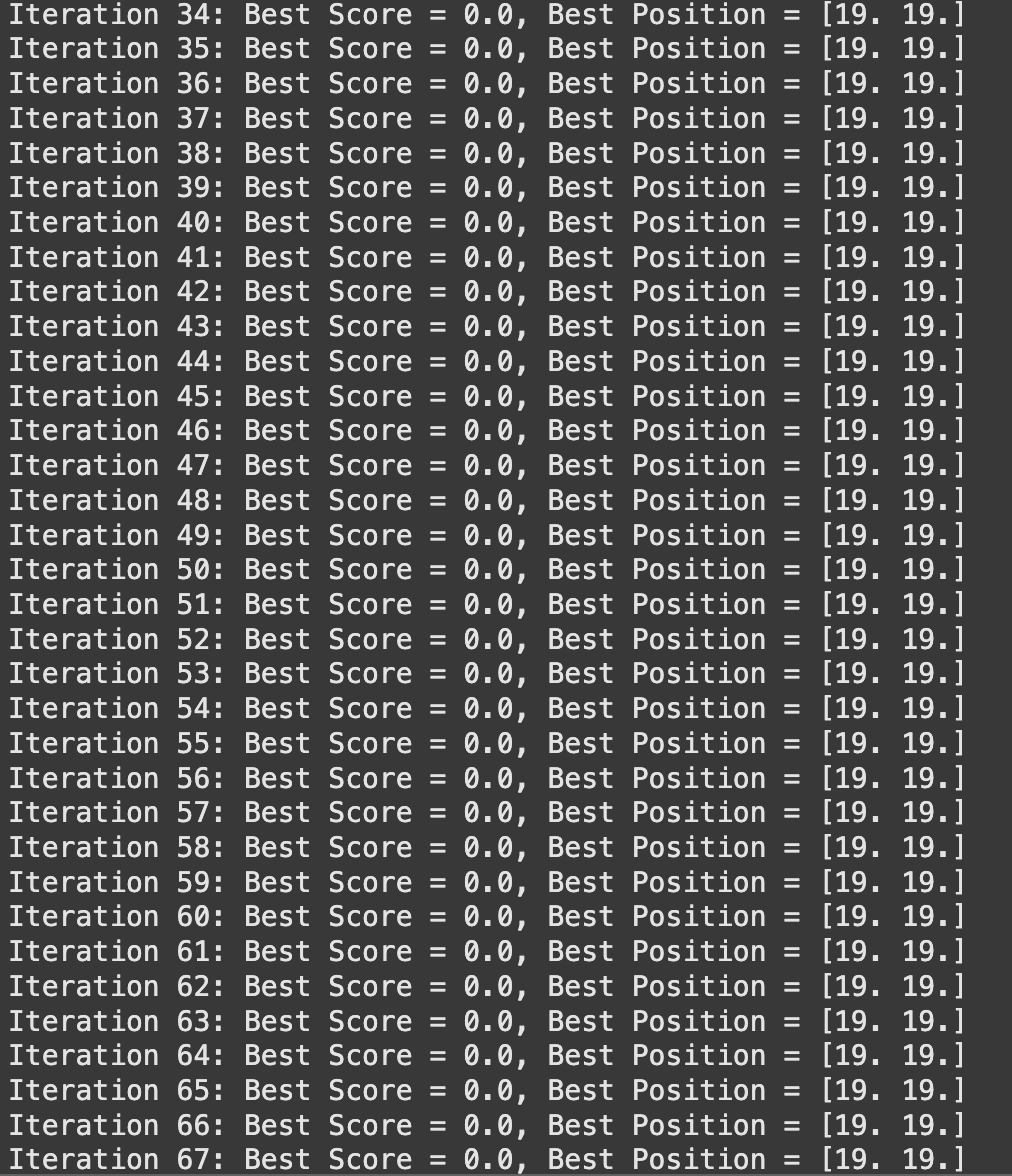 Iteration 34: Best Score = 0.0, Best Position = [19. 19.]
Iteration 35: Best Score = 0.0, Best Position = [19. 19.]
Iteration 36: Best Score = 0.0, Best Position = [19. 19.]
Iteration 37: Best Score = 0.0, Best Position = [19. 19.]
Iteration 38: Best Score = 0.0, Best Position = [19. 19.]
Iteration 39: Best Score = 0.0, Best Position = [19. 19.]
Iteration 40: Best Score = 0.0, Best Position = [19. 19.]
Iteration 41: Best Score = 0.0, Best Position = [19. 19.]
Iteration 42: Best Score = 0.0, Best Position = [19. 19.]
Iteration 43: Best Score = 0.0, Best Position = [19. 19.]
Iteration 44: Best Score = 0.0, Best Position = [19. 19.]
Iteration 45: Best Score = 0.0, Best Position = [19. 19.]
Iteration 46: Best Score = 0.0, Best Position = [19. 19.]
Iteration 47: Best Score = 0.0, Best Position = [19. 19.]
Iteration 48: Best Score = 0.0, Best Position = [19. 19.]
Iteration 49: Best Score = 0.0, Best Position = [19. 19.]
Iteration 50: Best Score = 0.0, Best Position = [19. 19.]
Iteration 51: Best Score = 0.0, Best Position = [19. 19.]
Iteration 52: Best Score = 0.0, Best Position = [19. 19.]
Iteration 53: Best Score = 0.0, Best Position = [19. 19.]
Iteration 54: Best Score = 0.0, Best Position = [19. 19.]
Iteration 55: Best Score = 0.0, Best Position = [19. 19.]
Iteration 56: Best Score = 0.0, Best Position = [19. 19.]
Iteration 57: Best Score = 0.0, Best Position = [19. 19.]
Iteration 58: Best Score = 0.0, Best Position = [19. 19.]
Iteration 59: Best Score = 0.0, Best Position = [19. 19.]
Iteration 60: Best Score = 0.0, Best Position = [19. 19.]
Iteration 61: Best Score = 0.0, Best Position = [19. 19.]
Iteration 62: Best Score = 0.0, Best Position = [19. 19.]
Iteration 63: Best Score = 0.0, Best Position = [19. 19.]
Iteration 64: Best Score = 0.0, Best Position = [19. 19.]
Iteration 65: Best Score = 0.0, Best Position = [19. 19.]
Iteration 66: Best Score = 0.0, Best Position = [19. 19.]
Iteration 67: Best Score = 0.0, Best Position = [19. 19.]